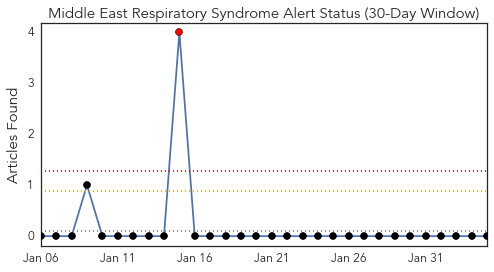 Middle East Respiratory Syndrome Alert Status (30-Day Window)
Articles Found
4
3
2
1
0
Jan 06 Jan 11 Jan 16 Jan 21 Jan 26 Jan 31